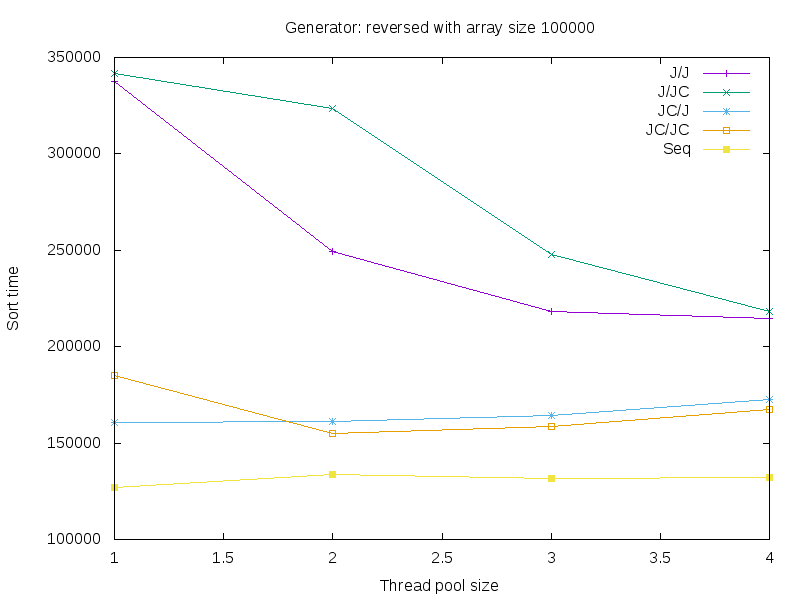 Generator: reversed with array size 100000
350000
300000
250000
200000
150000
100000
Sort time
J/J
J/JC
JC/J
JC/JC
Seq
1 1.5 2 2.5 3 3.5 4
Thread pool size